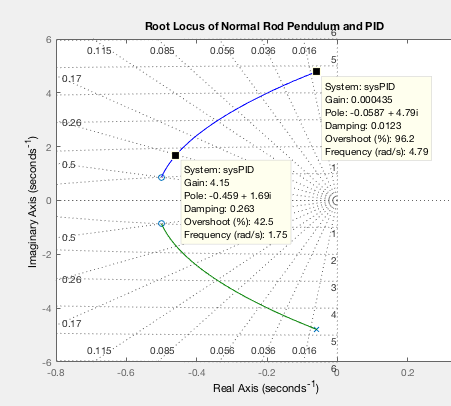 Root Locus of Normal Rod Pendulum and PID
6
6
0.115
0.085
0.056
0.036
0.016
5
0.17
System: sysPID
Gain: 0.000435
Pole: -0.0587 + 4.79i
Damping: 0.0123
Overshoot (%): 96.2
Frequency (rad/s): 4.79
4
0.26
2
0.5
System: sysPID
Gain: 4.15
Pole: -0.459 + 1.69i
Damping: 0.263
Overshoot (%): 42.5
Frequency (rad/s): 1.75
1
0
0.5
1
-2
2
0.26
3
-4
0.17
4
0.115
0.085
0.056
0.036
0.016
5
-6
6
-0.8
-0.6
-0.4
-0.2
0
0.2
Real Axis (seconds-1)
Imaginary Axis (seconds-1)